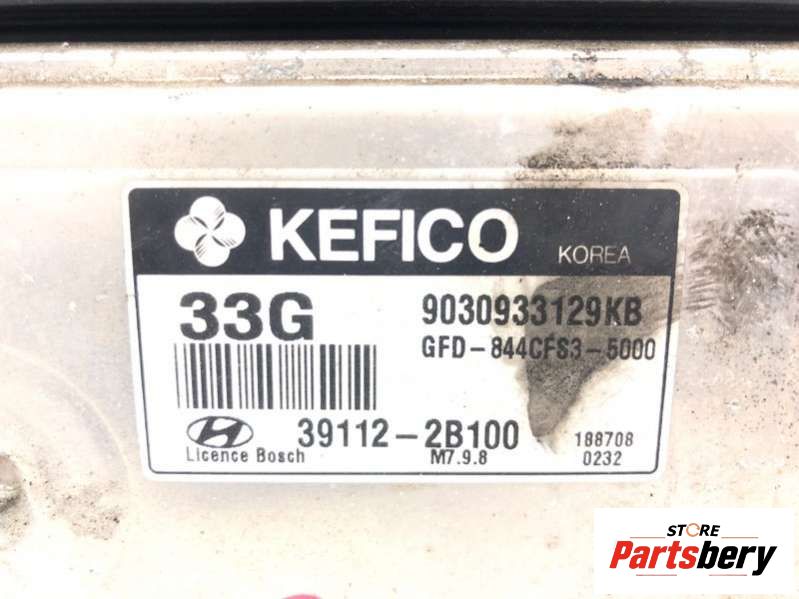 KEFICO KOREA
33G 9030933129KB
GFD-844CFS3-5000
39112-2B100 188708
Licence Bosch M7.9.8 0232
STORE
Partsbery